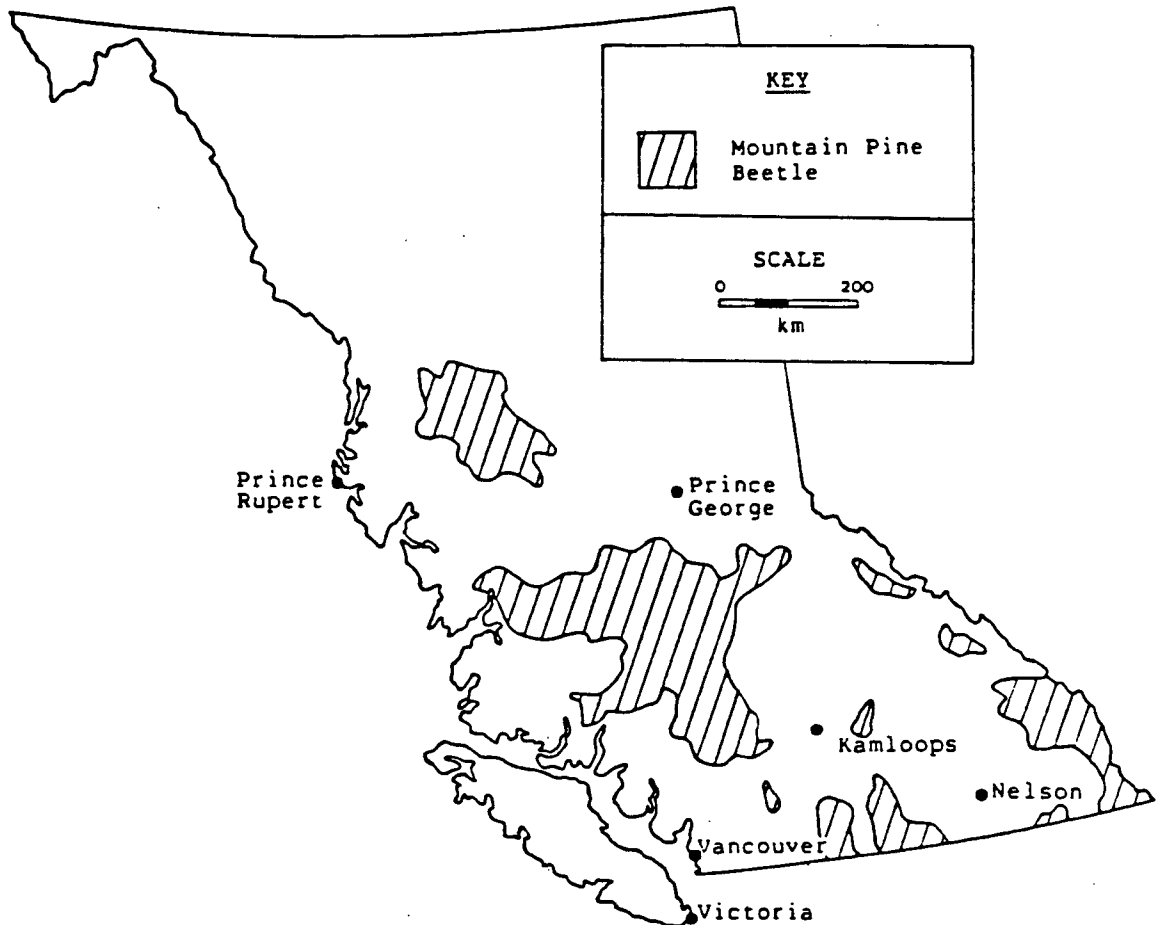 KEY
Mountain Pine
Beetle
SCALE
0 200
km
Prince
Rupert
Prince
George
Kamloops
Nelson
Vancouver
Victoria